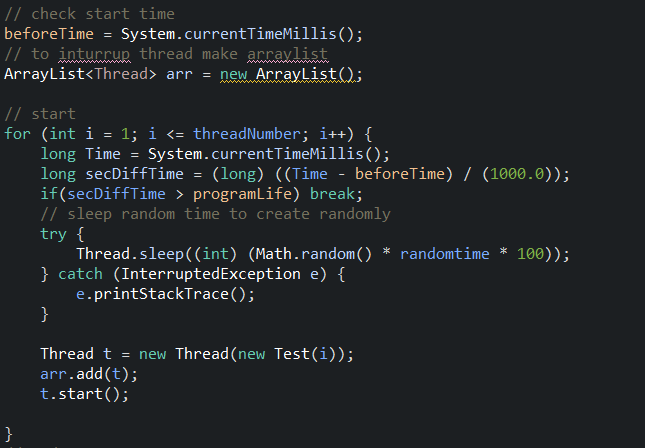 // check start time
beforeTime = System.currentTimeMillis();
// to inturrup thread make arraylist
ArrayList<Thread> arr = new ArrayList();
// start
for (int i = 1; i <= threadNumber; i++) {
long Time = System.currentTimeMillis();
long secDiffTime = (long) ((Time - beforeTime) / (1000.0));
if(secDiffTime > programLife) break;
// sleep random time to create randomly
try {
Thread.sleep((int) (Math.random() * randomtime * 100));
} catch (InterruptedException e) {
e.printStackTrace();
}
Thread t = new Thread(new Test(i));
arr.add(t);
t.start();
}